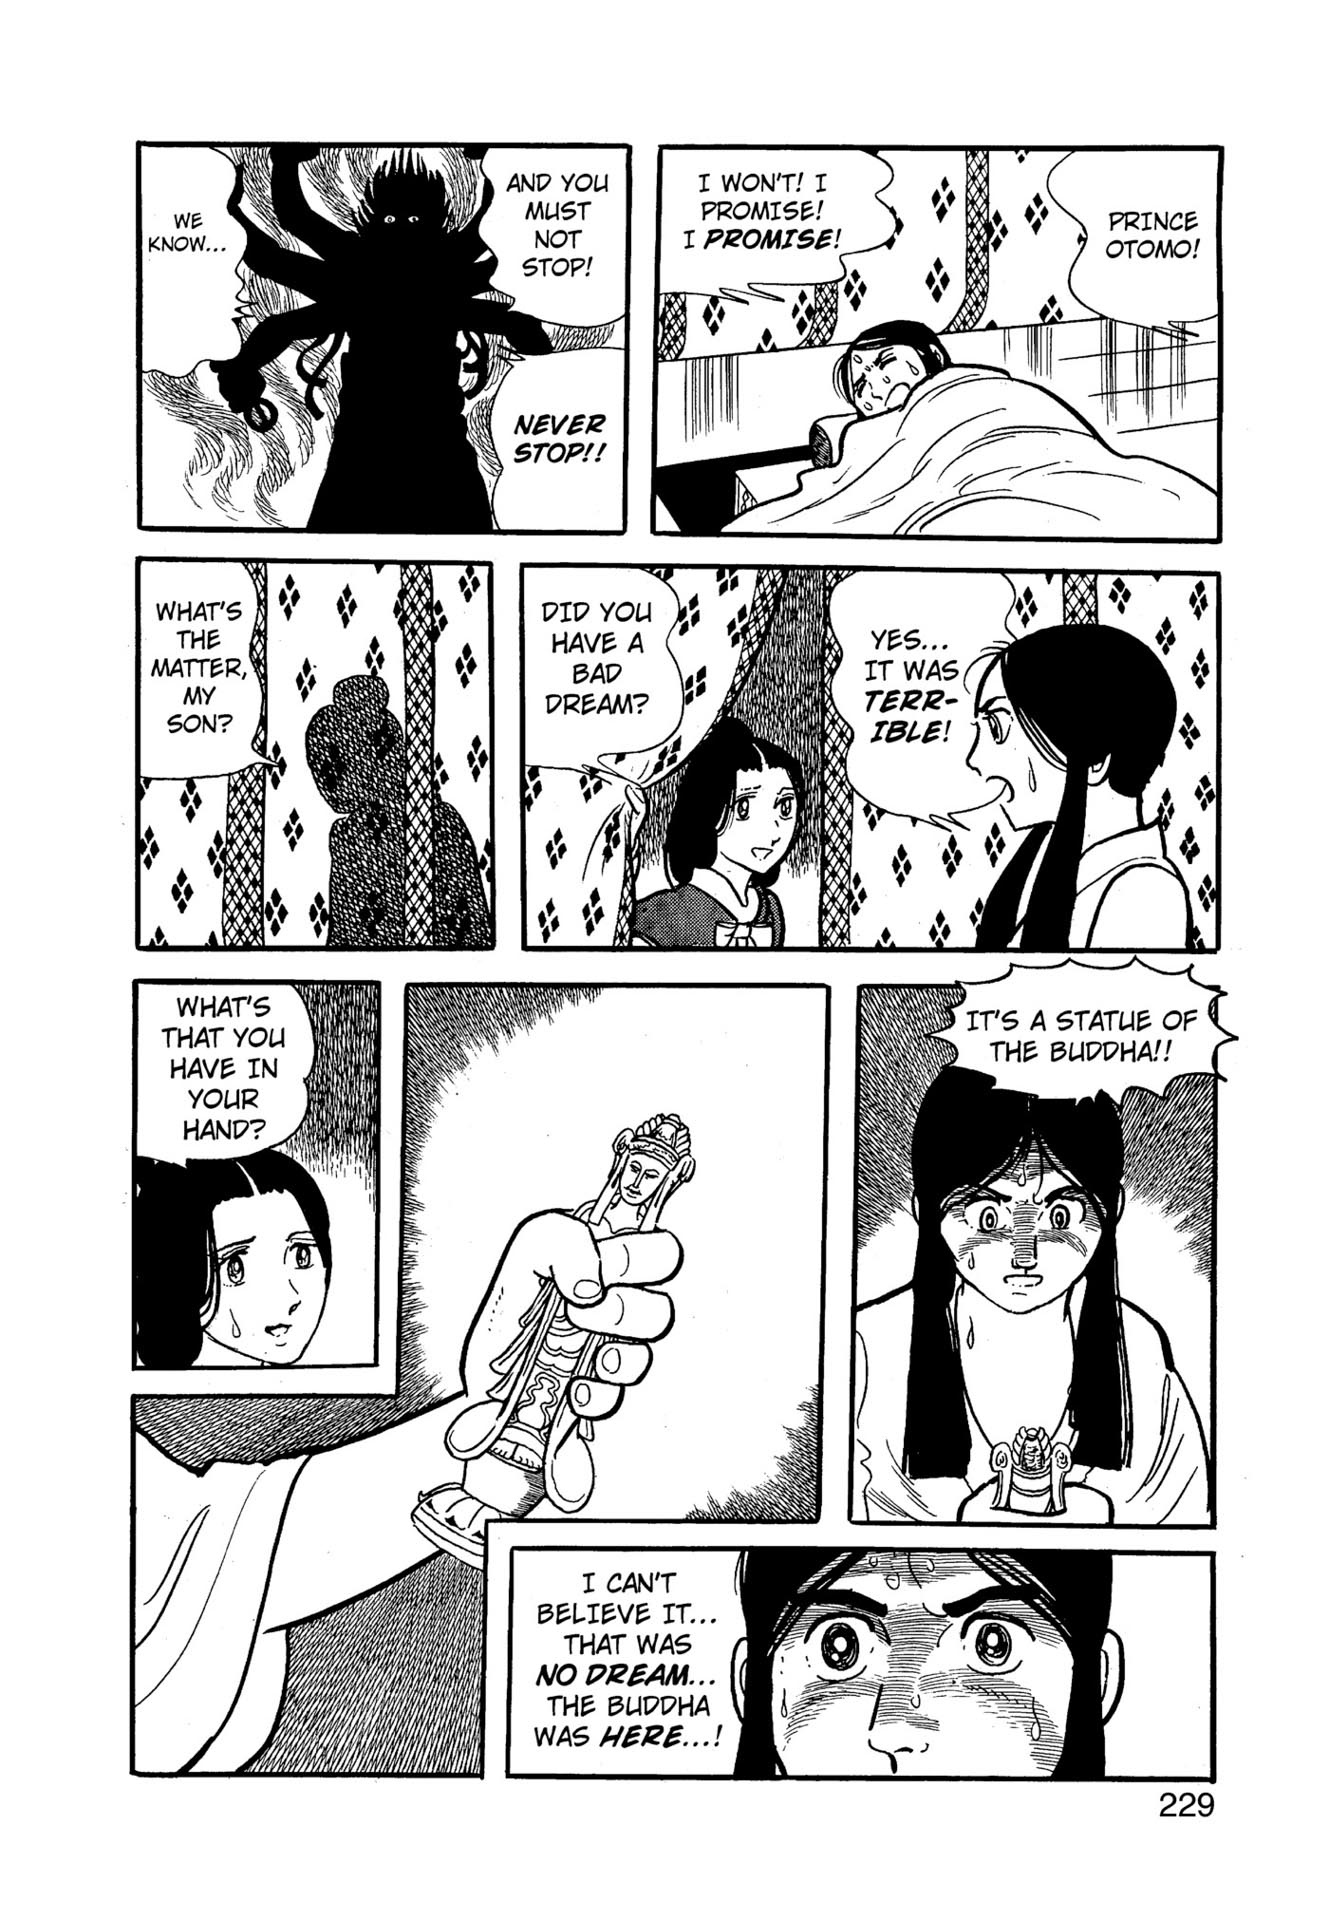 WE
KNOW...
AND YOU
MUST
NOT
STOP!
NEVER
STOP!!
I WON'T! I
PROMISE!
I PROMISE!
PRINCE
OTOMO!
WHAT'S
THE
MATTER,
MY
SON?
DID YOU
HAVE A
BAD
DREAM?
YES...
IT WAS
TERR-
IBLE!
WHAT'S
THAT YOU
HAVE IN
YOUR
HAND?
IT'S A STATUE OF
THE BUDDHA!!
I CAN'T
BELIEVE IT...
THAT WAS
NO DREAM...
THE BUDDHA
WAS HERE...!
229